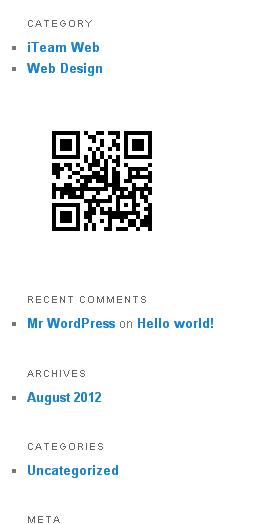 CATEGORY
iTeam Web
Web Design
RECENT COMMENTS
Mr WordPress on Hello world!
ARCHIVES
August 2012
CATEGORIES
Uncategorized
META